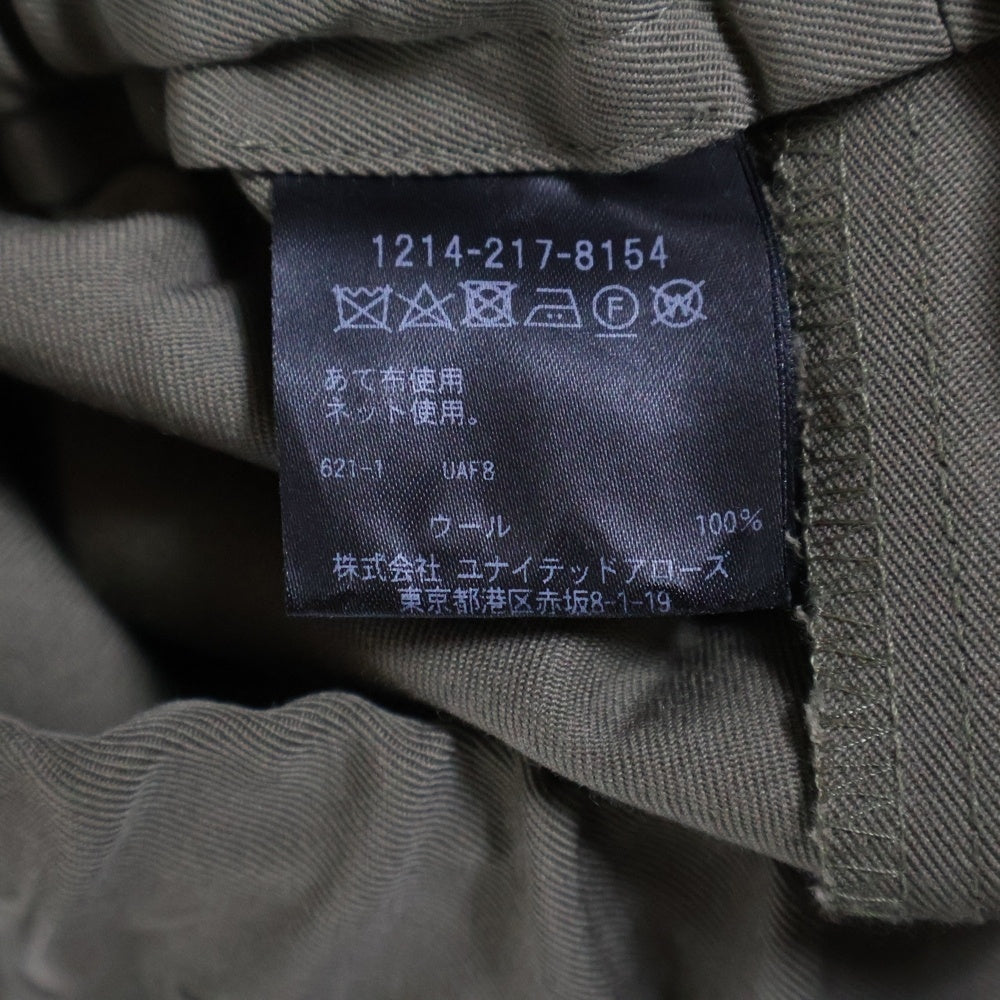 1214-217-8154
F W
あて布使用
ネット使用。
621-1 UAF8
ウール 100%
株式会社 ユナイテッドアローズ
東京都港区赤坂8-1-19